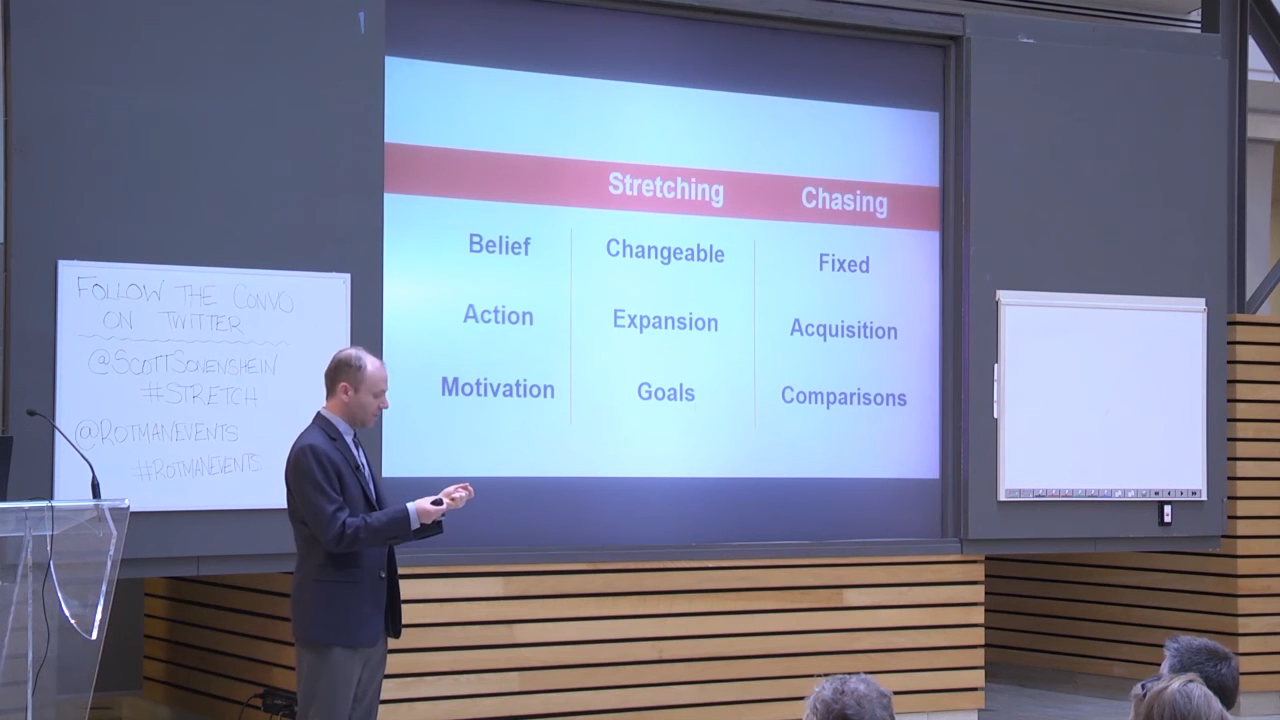 FOLLOW THE CONVO
ON TWITTER
@SCOTTSONENSHEIN
#STRETCH
@ROTMANEVENTS
#ROTMANEVENTS
Stretching Chasing
Belief Changeable Fixed
Action Expansion Acquisition
Motivation Goals Comparisons